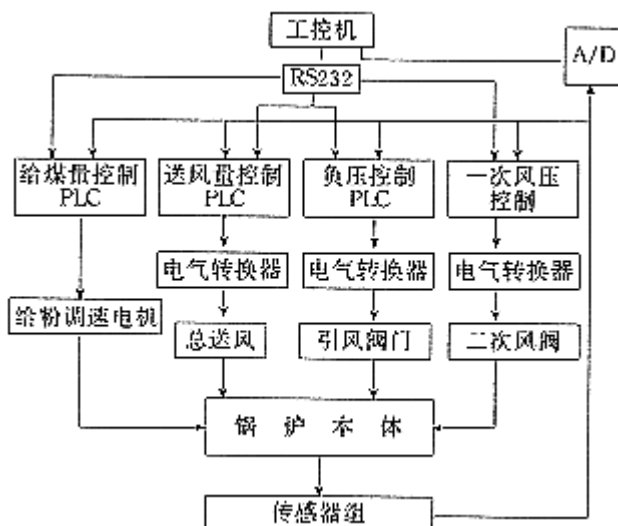 工控机
A/D
RS232
给煤量控制
PLC
送风量控制
PLC
负压控制
PLC
一次风压
控制
电气转换器
电气转换器
电气转换器
给粉调速电机
总送风
引风阀门
二次风阀
锅炉本体
传感器组